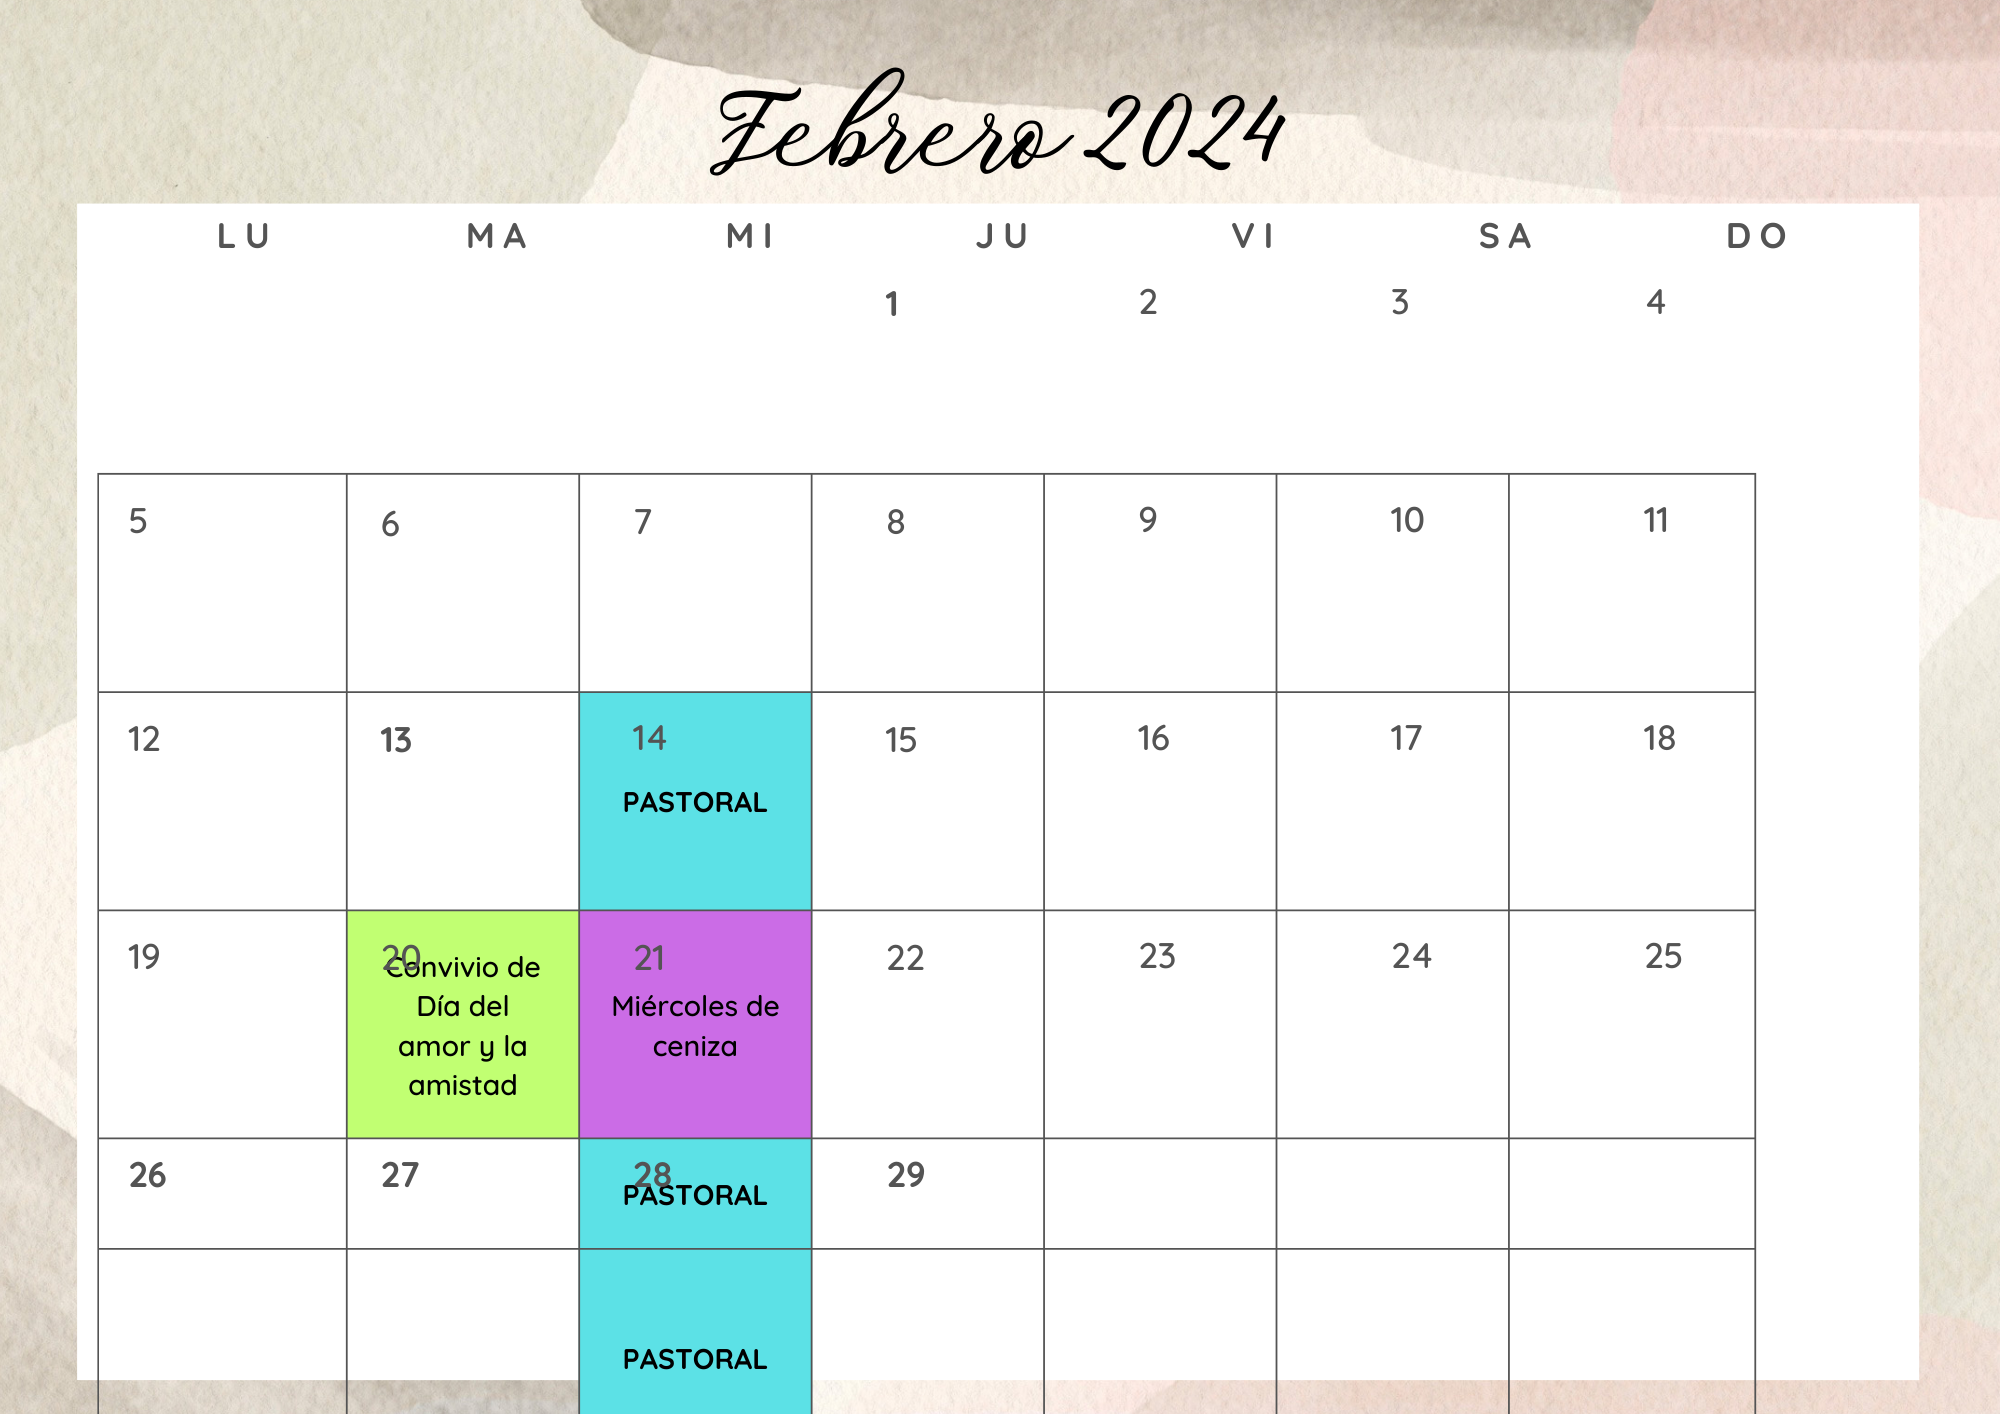 Febrero 2024
LU MA MI JU VI SA DO
1 2 3 4
5 6 7 8 9 10 11
12 13 14 15 16 17 18
PASTORAL
19 20 21 22 23 24 25
Convivio de
Día del
amor y la
amistad
Miércoles de
ceniza
26 27 28 29
PASTORAL
PASTORAL